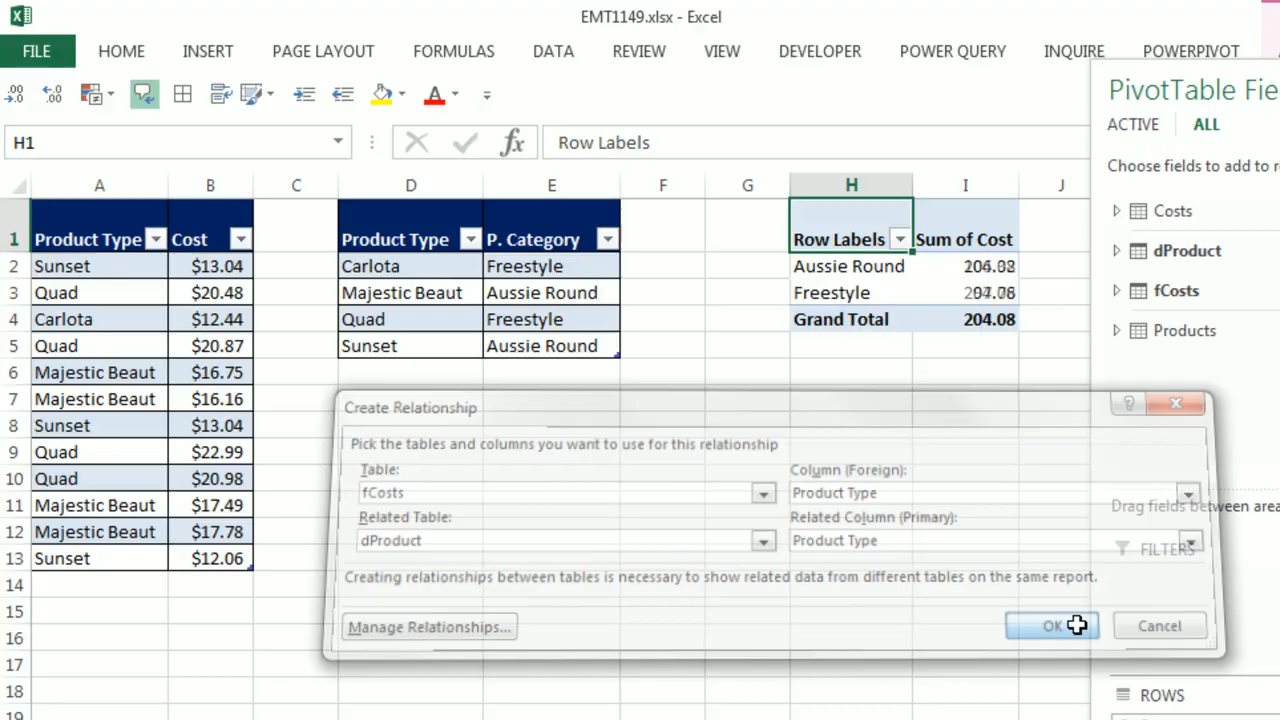 EMT1149.xlsx - Excel
FILE HOME INSERT PAGE LAYOUT FORMULAS DATA REVIEW VIEW DEVELOPER POWER QUERY INQUIRE POWERPIVOT
H1 fx Row Labels
PivotTable Fie
ACTIVE ALL
Choose fields to add to re
Costs
dProduct
fCosts
Products
Drag fields between area
FILTERS
ROWS
A B C D E F G H I J
1 Product Type Cost Product Type P. Category Row Labels Sum of Cost
2 Sunset $13.04 Carlota Freestyle Aussie Round
3 Quad $20.48 Majestic Beaut Aussie Round Freestyle
4 Carlota $12.44 Quad Freestyle Grand Total 204.08
5 Quad $20.87 Sunset Aussie Round
6 Majestic Beaut $16.75
7 Majestic Beaut $16.16
8 Sunset $13.04
9 Quad $22.99
10 Quad $20.98
11 Majestic Beaut $17.49
12 Majestic Beaut $17.78
13 Sunset $12.06
14
15
16
17
18
19
Create Relationship
Pick the tables and columns you want to use for this relationship
Table: Column (Foreign):
fCosts Product Type
Related Table: Related Column (Primary):
dProduct Product Type
Creating relationships between tables is necessary to show related data from different tables on the same report.
Manage Relationships... OK Cancel